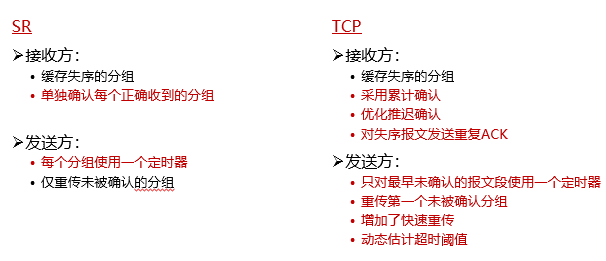 SR
➢接收方：
• 缓存失序的分组
• 单独确认每个正确收到的分组
➢发送方：
• 每个分组使用一个定时器
• 仅重传未被确认的分组
TCP
➢接收方：
• 缓存失序的分组
• 采用累计确认
• 优化推迟确认
• 对失序报文发送重复ACK
➢发送方：
• 只对最早未确认的报文段使用一个定时器
• 重传第一个未被确认分组
• 增加了快速重传
• 动态估计超时阈值